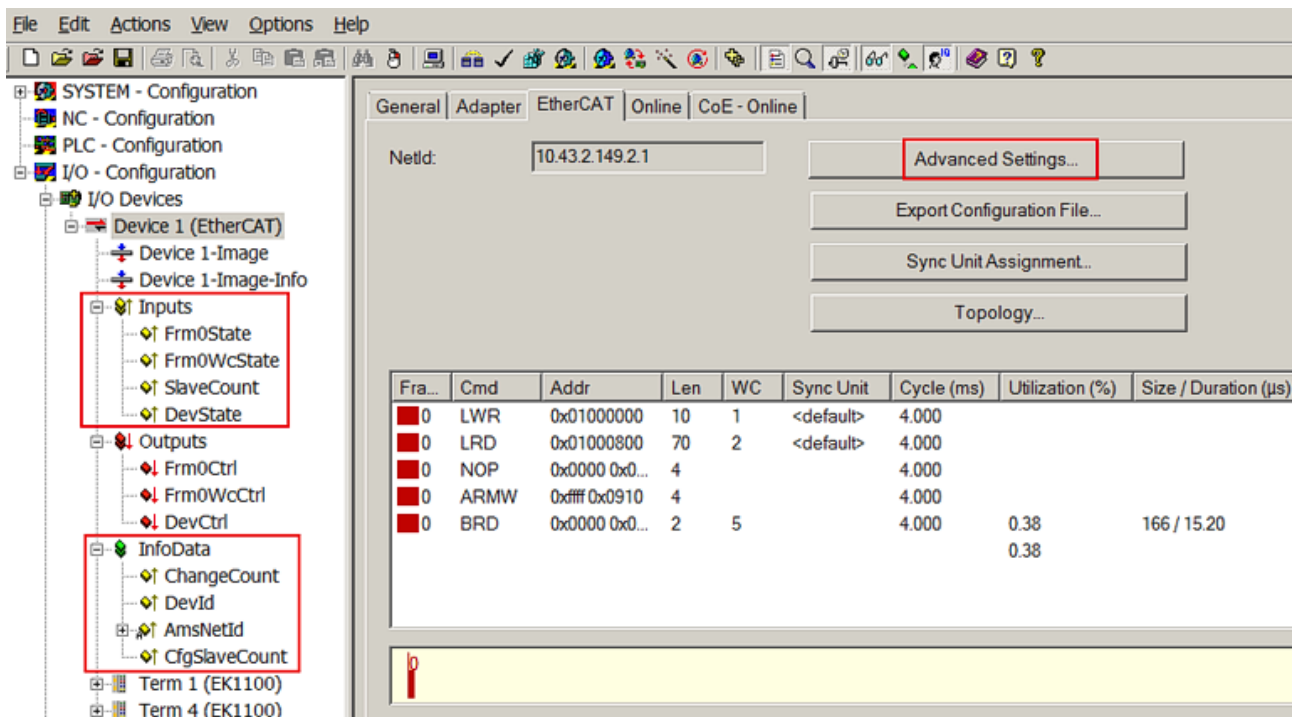 File Edit Actions View Options Help
SYSTEM - Configuration
NC - Configuration
PLC - Configuration
I/O - Configuration
I/O Devices
Device 1 (EtherCAT)
Device 1-Image
Device 1-Image-Info
Inputs
Frm0State
Frm0WcState
SlaveCount
DevState
Outputs
Frm0Ctrl
Frm0WcCtrl
DevCtrl
InfoData
ChangeCount
DevId
AmsNetId
CfgSlaveCount
Term 1 (EK1100)
Term 4 (EK1100)
General Adapter EtherCAT Online CoE - Online
NetId: 10.43.2.149.2.1
Advanced Settings...
Export Configuration File...
Sync Unit Assignment...
Topology...
Fra... Cmd Addr Len WC Sync Unit Cycle (ms) Utilization (%) Size / Duration (µs)
0 LWR 0x01000000 10 1 <default> 4.000
0 LRD 0x01000800 70 2 <default> 4.000
0 NOP 0x0000 0x0... 4 4.000
0 ARMW 0xffff 0x0910 4 4.000
0 BRD 0x0000 0x0... 2 5 4.000 0.38 166 / 15.20
0.38
0